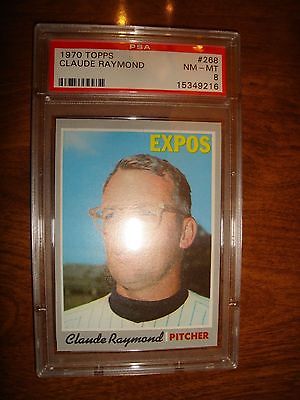 PSA
1970 TOPPS #268
CLAUDE RAYMOND NM-MT
8
15349216
EXPOS
Claude Raymond PITCHER